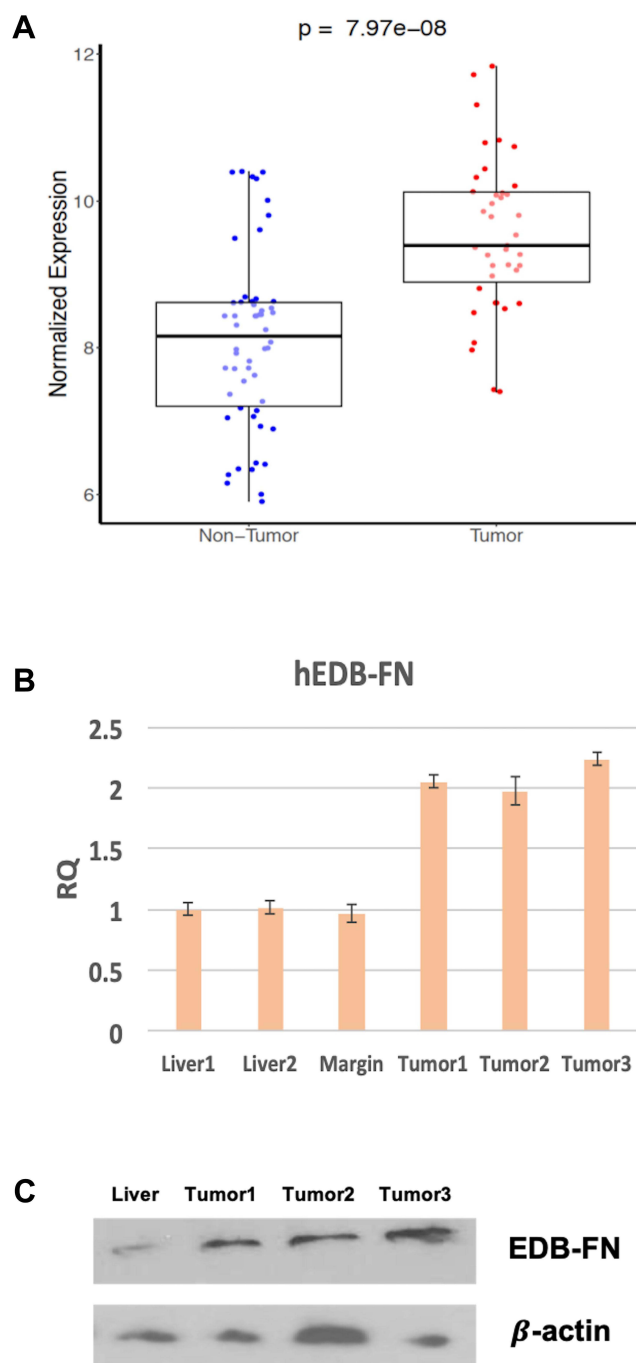 A
p = 7.97e−08
Normalized Expression
12
10
8
6
Non−Tumor Tumor
B
hEDB-FN
RQ
2.5
2
1.5
1
0.5
0
Liver1 Liver2 Margin Tumor1 Tumor2 Tumor3
C
Liver Tumor1 Tumor2 Tumor3
EDB-FN
β-actin